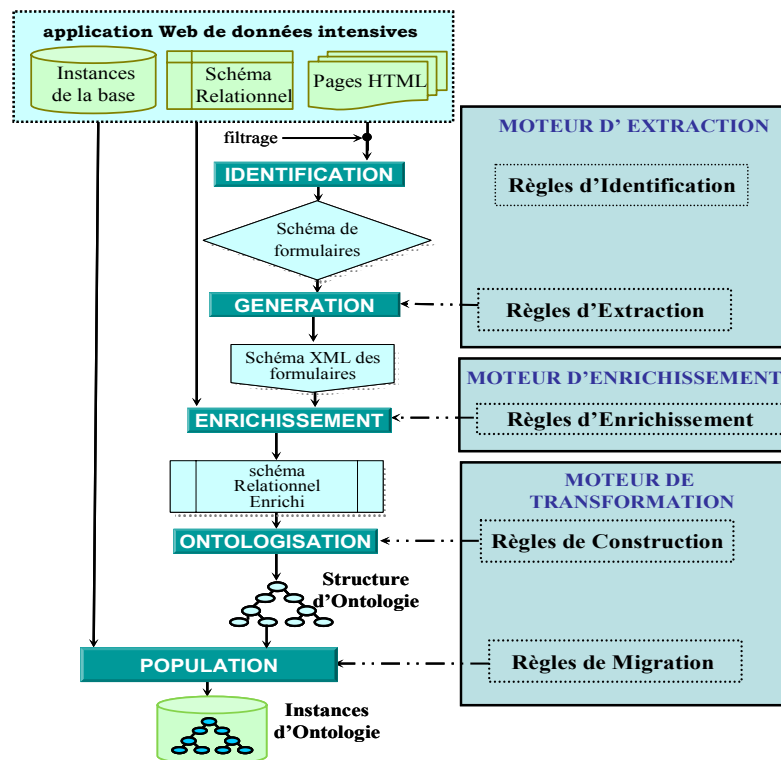 application Web de données intensives
Instances
de la base
Schéma
Relationnel
Pages HTML
filtrage
IDENTIFICATION
Schéma de
formulaires
GENERATION
Schéma XML des
formulaires
ENRICHISSEMENT
schéma
Relationnel
Enrichi
ONTOLOGISATION
Structure
d'Ontologie
POPULATION
Instances
d'Ontologie
MOTEUR D' EXTRACTION
Règles d'Identification
Règles d'Extraction
MOTEUR D'ENRICHISSEMENT
Règles d'Enrichissement
MOTEUR DE
TRANSFORMATION
Règles de Construction
Règles de Migration